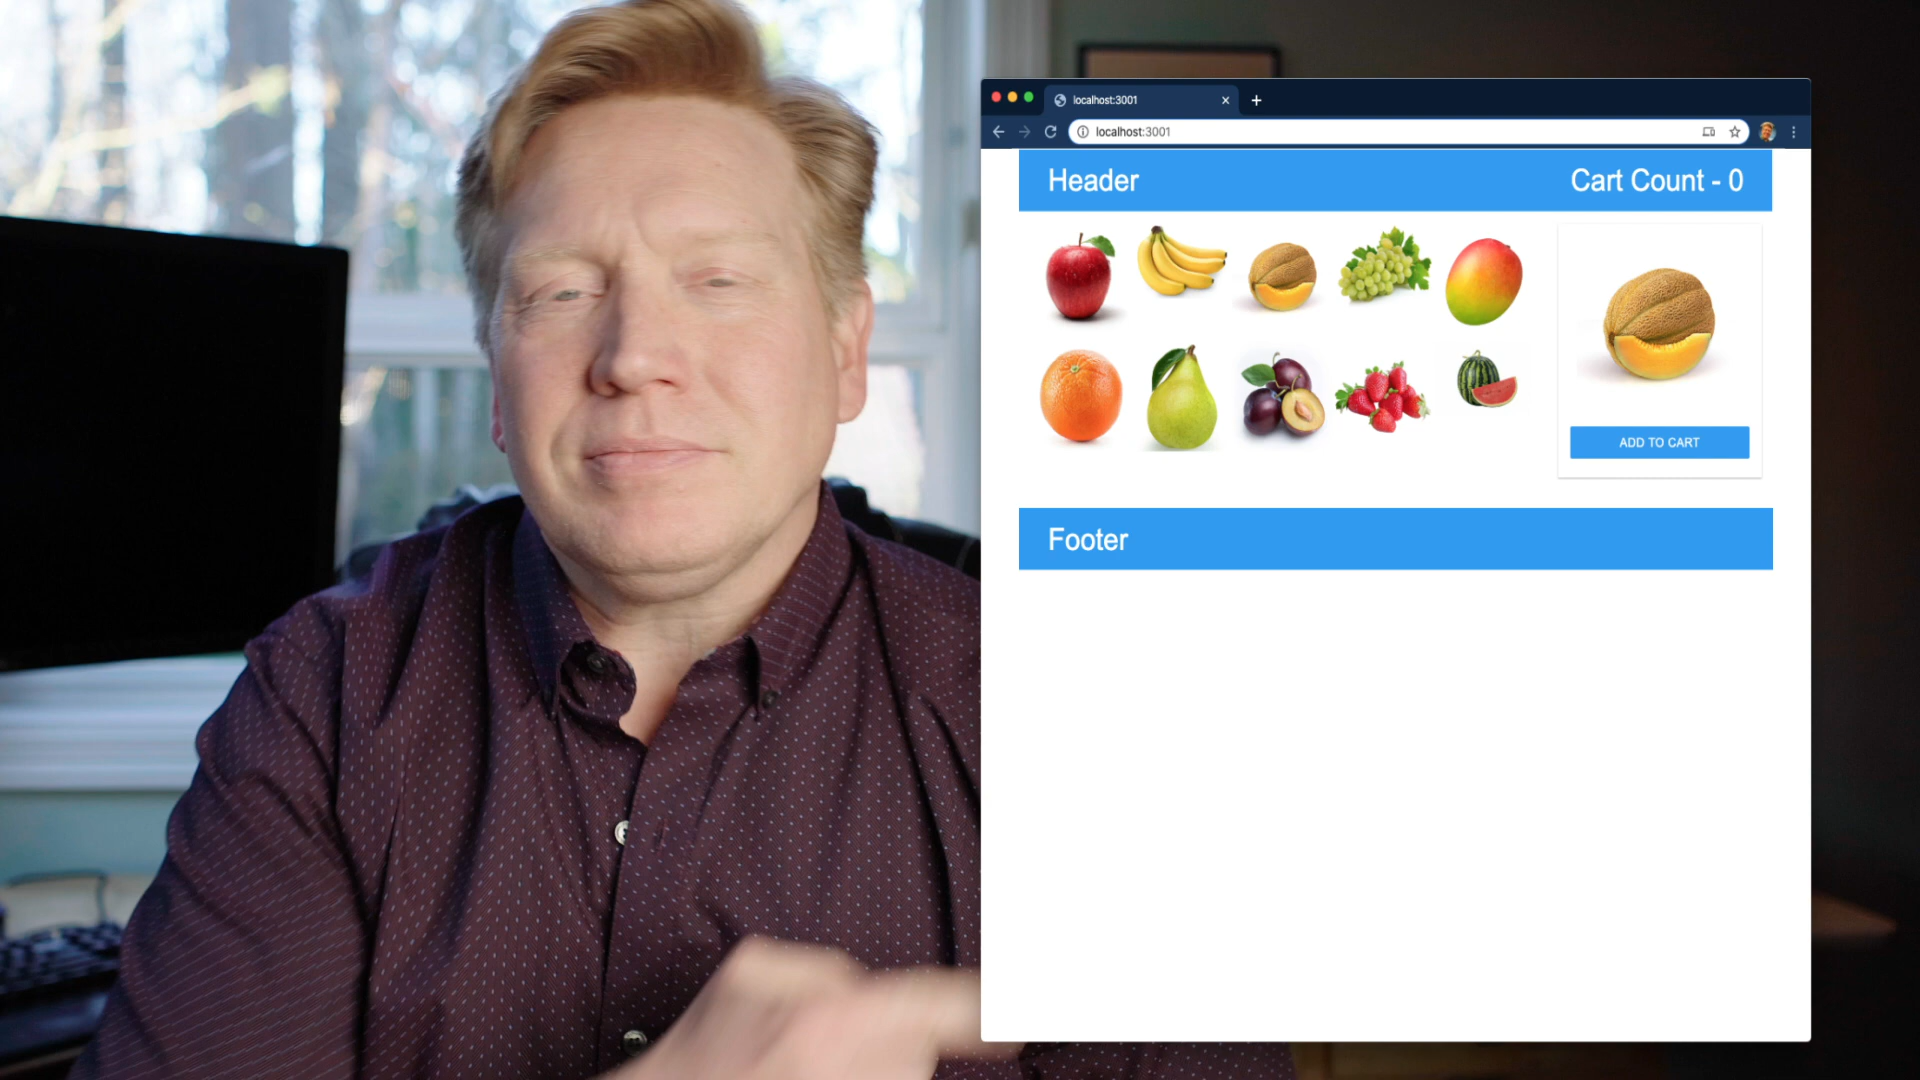 localhost:3001
localhost:3001
Header
Cart Count - 0
ADD TO CART
Footer